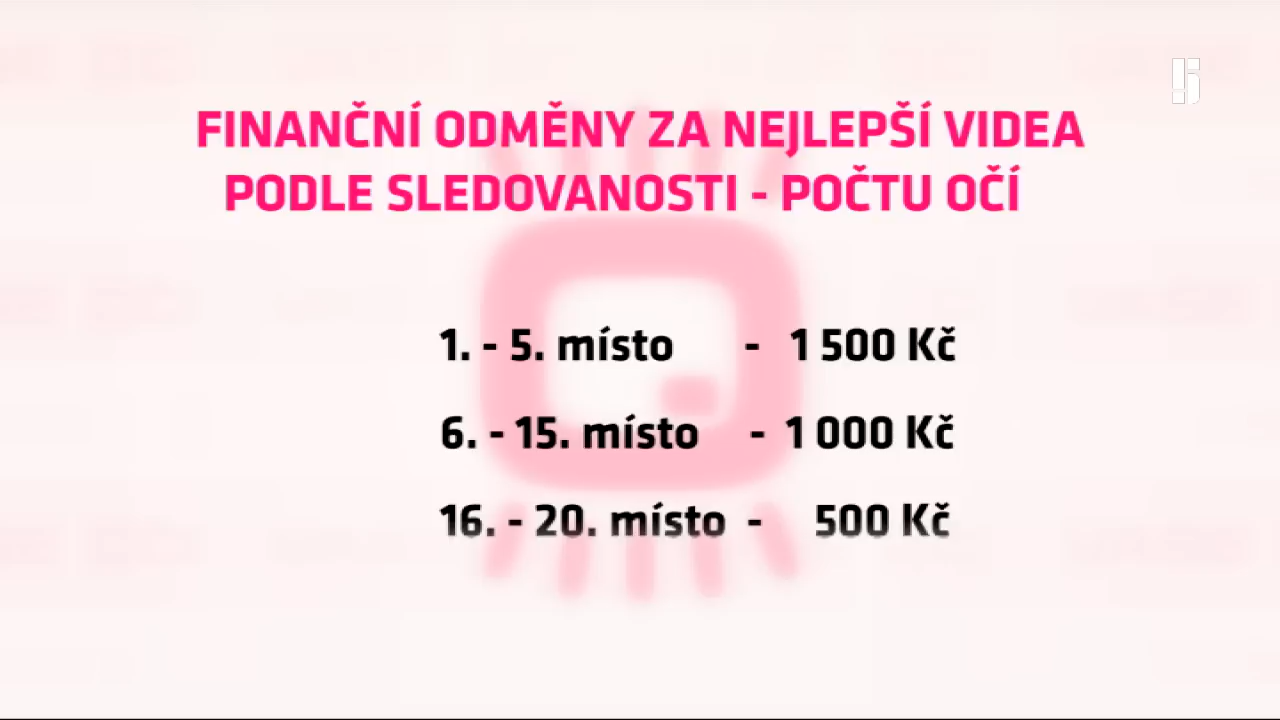 FINANČNÍ ODMĚNY ZA NEJLEPŠÍ VIDEA
PODLE SLEDOVANOSTI - POČTU OČÍ
1. - 5. místo - 1 500 Kč
6. - 15. místo - 1 000 Kč
16. - 20. místo - 500 Kč